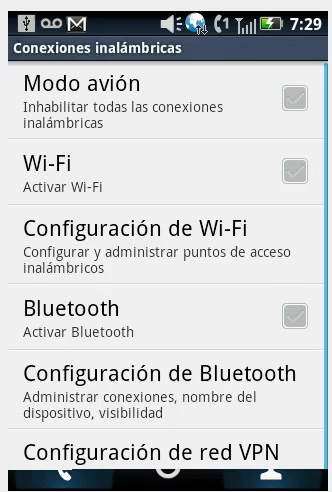 7:29
Conexiones inalámbricas
Modo avión
Inhabilitar todas las conexiones
inalámbricas
Wi-Fi
Activar Wi-Fi
Configuración de Wi-Fi
Configurar y administrar puntos de acceso
inalámbricos
Bluetooth
Activar Bluetooth
Configuración de Bluetooth
Administrar conexiones, nombre del
dispositivo, visibilidad
Configuración de red VPN